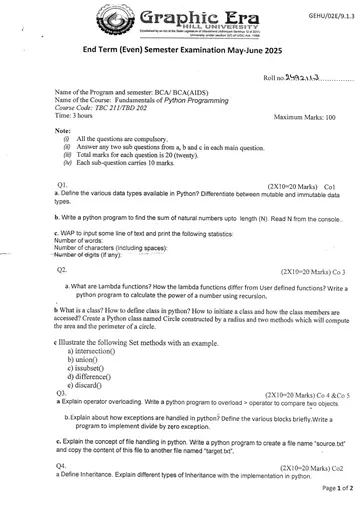 GEHU/02E/9.1.3
Graphic Era
HILL UNIVERSITY
End Term (Even) Semester Examination May-June 2025
Roll no.
Name of the Program and semester: BCA/ BCA(AIDS)
Name of the Course: Fundamentals of Python Programming
Course Code: TBC 211/TBD 202
Time: 3 hours
Maximum Marks: 100
Note:
(i) All the questions are compulsory.
(ii) Answer any two sub questions from a, b and c in each main question.
(iii) Total marks for each question is 20 (twenty).
(iv) Each sub-question carries 10 marks.
Q1.
(2X10=20 Marks) Co1
a. Define the various data types available in Python? Differentiate between mutable and immutable data
types.
b. Write a python program to find the sum of natural numbers upto length (N). Read N from the console.
c. WAP to input some line of text and print the following statistics:
Number of words:
Number of characters (including spaces):
Number of digits (if any):
Q2.
(2X10=20 Marks) Co 3
a. What are Lambda functions? How the lambda functions differ from User defined functions? Write a
python program to calculate the power of a number using recursion.
b What is a class? How to define class in python? How to initiate a class and how the class members are
accessed? Create a Python class named Circle constructed by a radius and two methods which will compute
the area and the perimeter of a circle.
c Illustrate the following Set methods with an example.
a) intersection()
b) union()
c) issubset()
d) difference()
e) discard()
Q3.
(2X10=20 Marks) Co 4 &Co 5
a Explain operator overloading. Write a python program to overload > operator to compare two objects
b.Explain about how exceptions are handled in python? Define the various blocks briefly.Write a
program to implement divide by zero exception.
c. Explain the concept of file handling in python. Write a python program to create a file name "source.txt"
and copy the content of this file to another file named "target.txt".
Q4.
(2X10=20 Marks) Co2
a Define Inheritance. Explain different types of Inheritance with the implementation in python.
Page 1 of 2